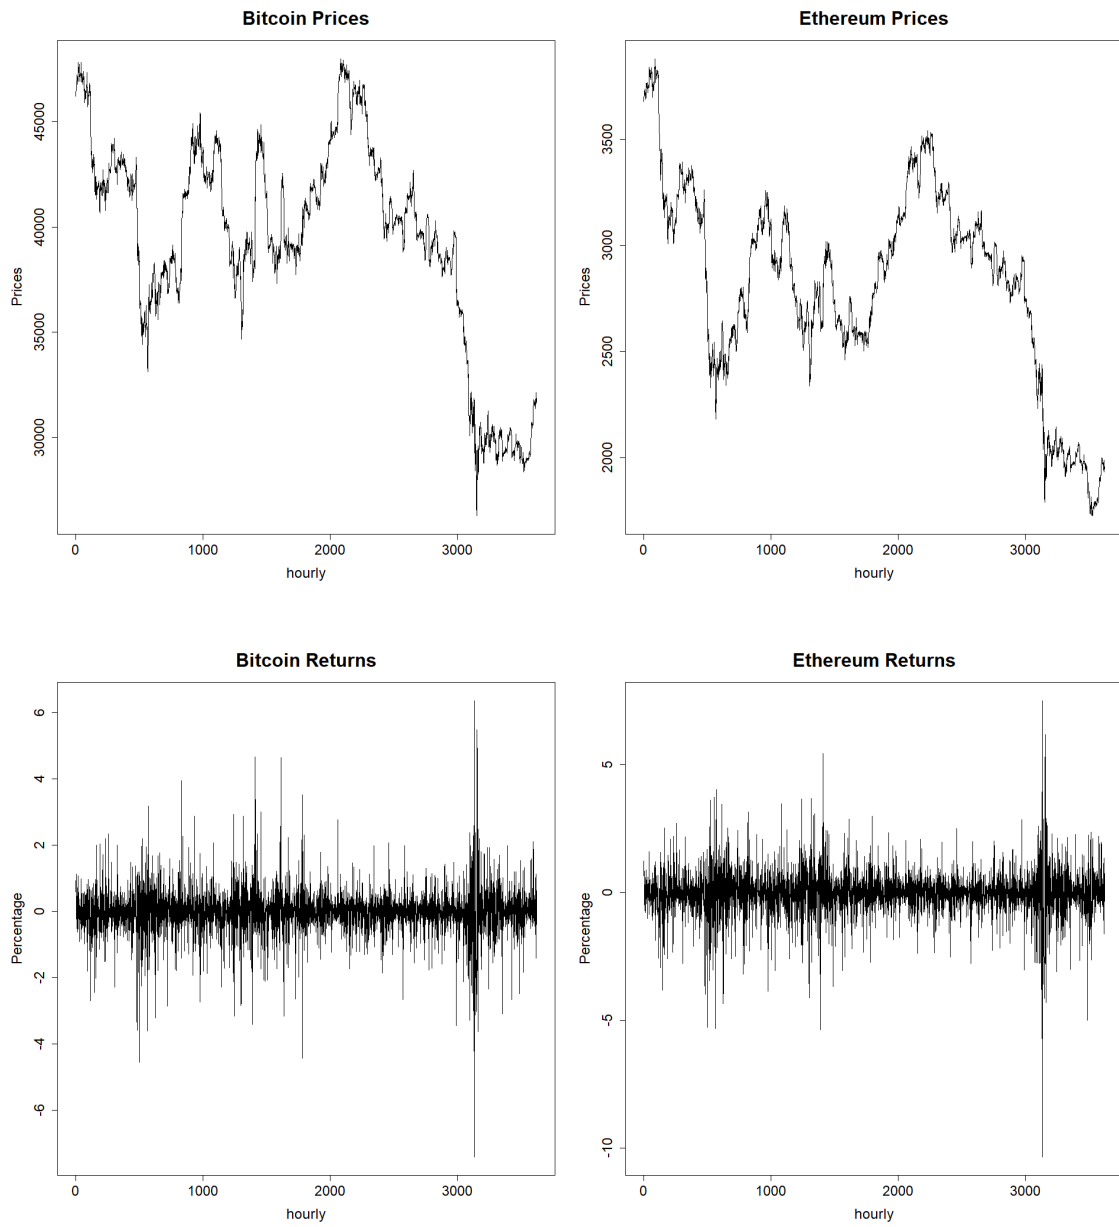 Bitcoin Prices
Prices
45000
40000
35000
30000
0 1000 2000 3000
hourly
Ethereum Prices
Prices
3500
3000
2500
2000
0 1000 2000 3000
hourly
Bitcoin Returns
Percentage
6
4
2
0
-2
-4
-6
0 1000 2000 3000
hourly
Ethereum Returns
Percentage
5
0
-5
-10
0 1000 2000 3000
hourly